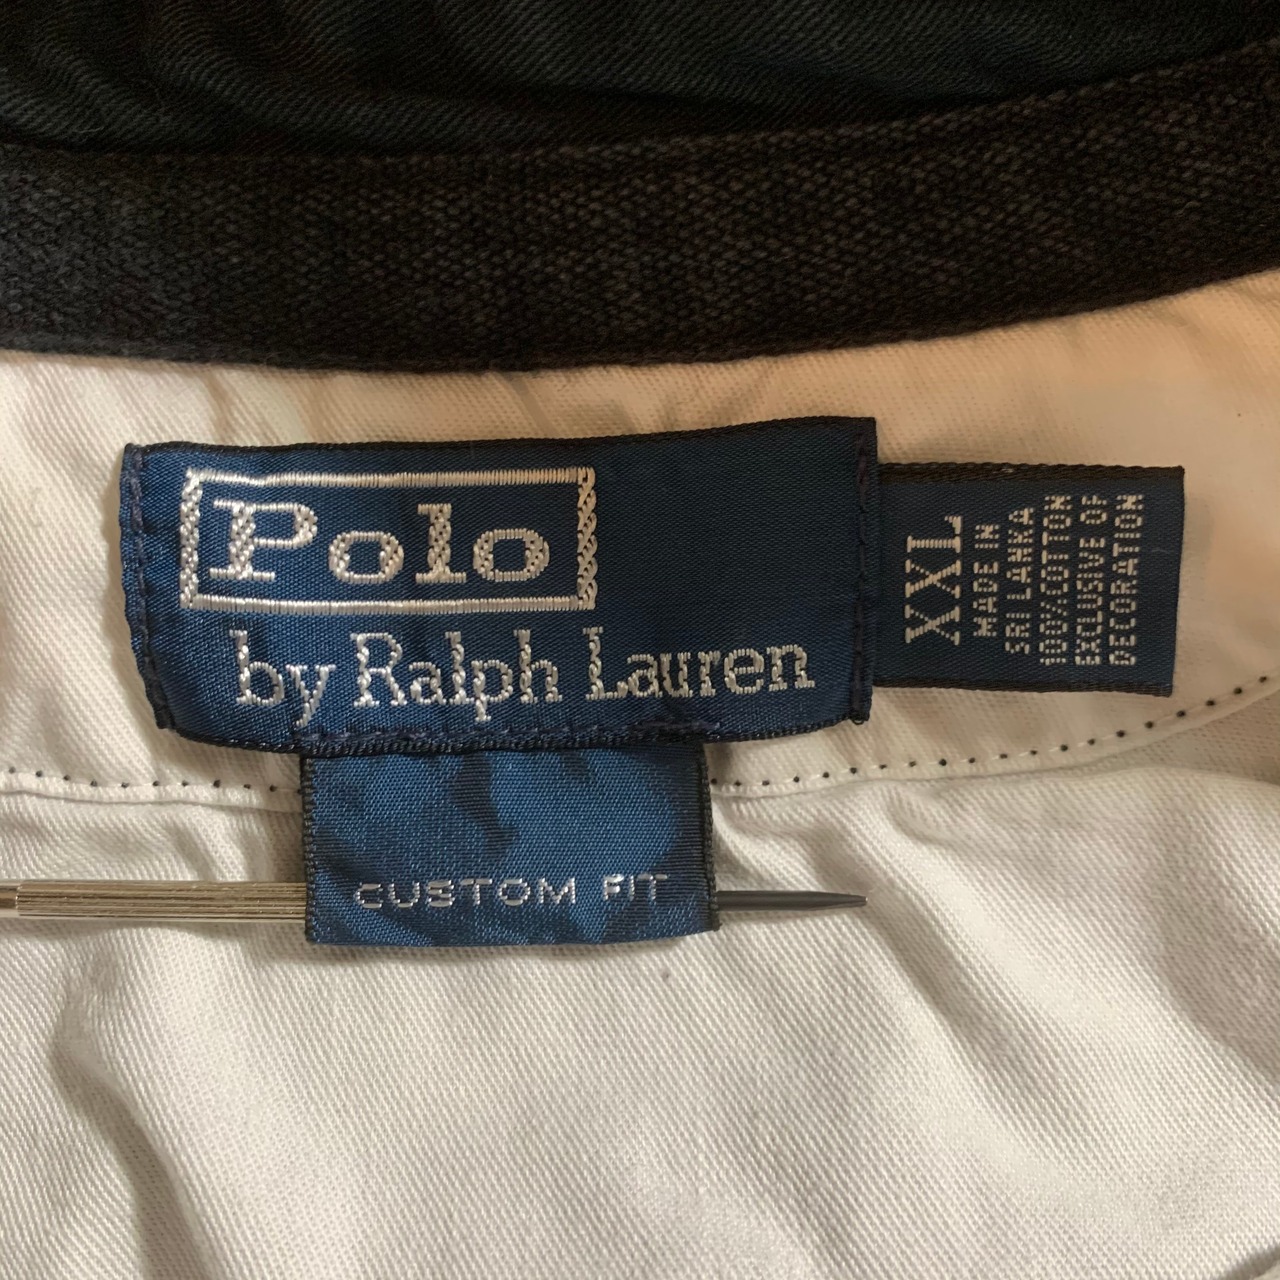 Polo
by Ralph Lauren
XXL
MADE IN
SRI LANKA
100%COTTON
EXCLUSIVE OF
DECORATION
CUSTOM FIT